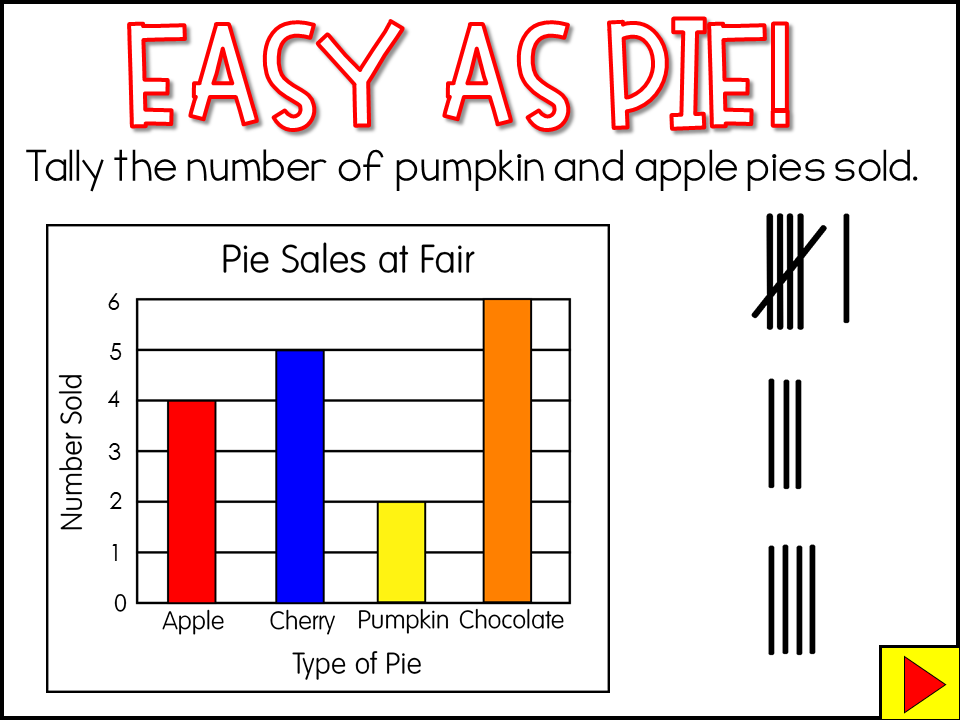 EASY AS PIE!
Tally the number of pumpkin and apple pies sold.
Pie Sales at Fair
Number Sold
6
5
4
3
2
1
0
Apple Cherry Pumpkin Chocolate
Type of Pie